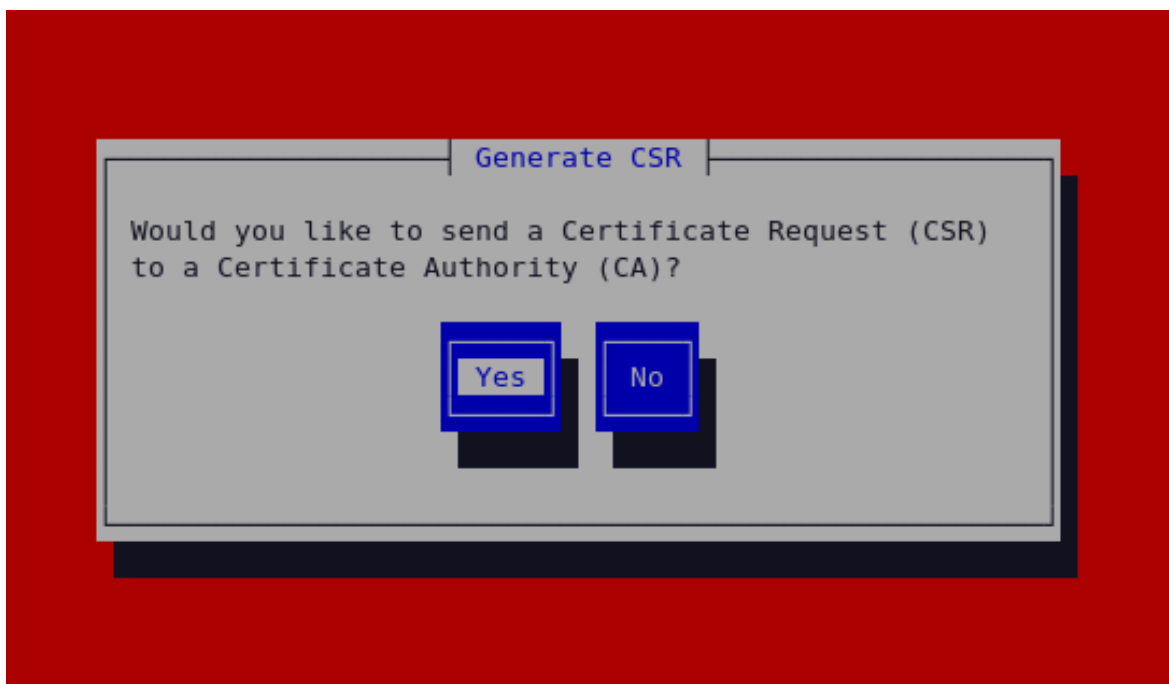 Generate CSR
Would you like to send a Certificate Request (CSR)
to a Certificate Authority (CA)?
Yes No